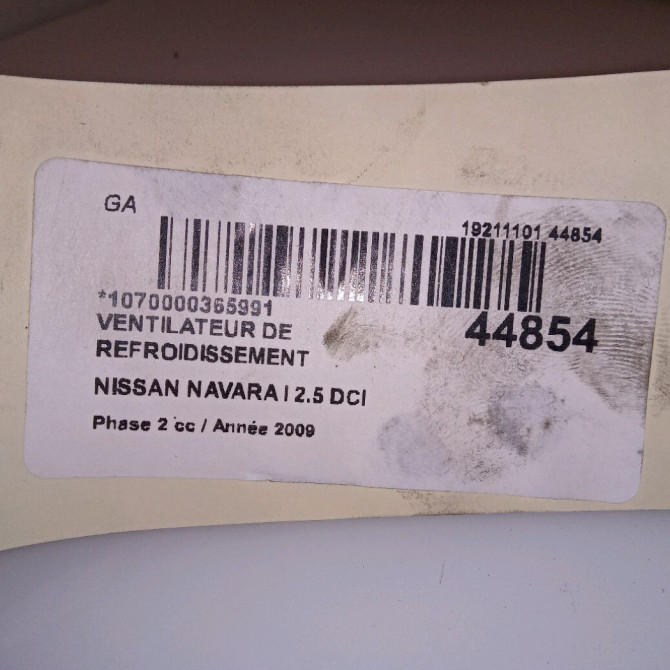 GA
19211101 44854
*1070000365991
44854
VENTILATEUR DE
REFROIDISSEMENT
NISSAN NAVARA I 2.5 DCI
Phase 2 cc / Année 2009